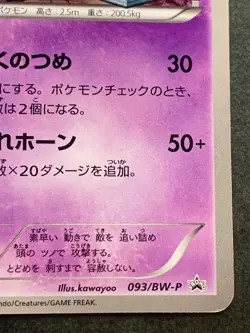 ポケモン 高さ：2.5m 重さ：200.5kg
くのつめ 30
にする。ポケモンチェックのとき、
数は2個になる。
れホーン 50+
数×20ダメージを追加。
素早い 動きで 敵を 追い詰め
頭の ツノで 攻撃する。
とどめを 刺すまで 容赦しない。
Illus.kawayoo 093/BW-P
ndo/Creatures/GAME FREAK.